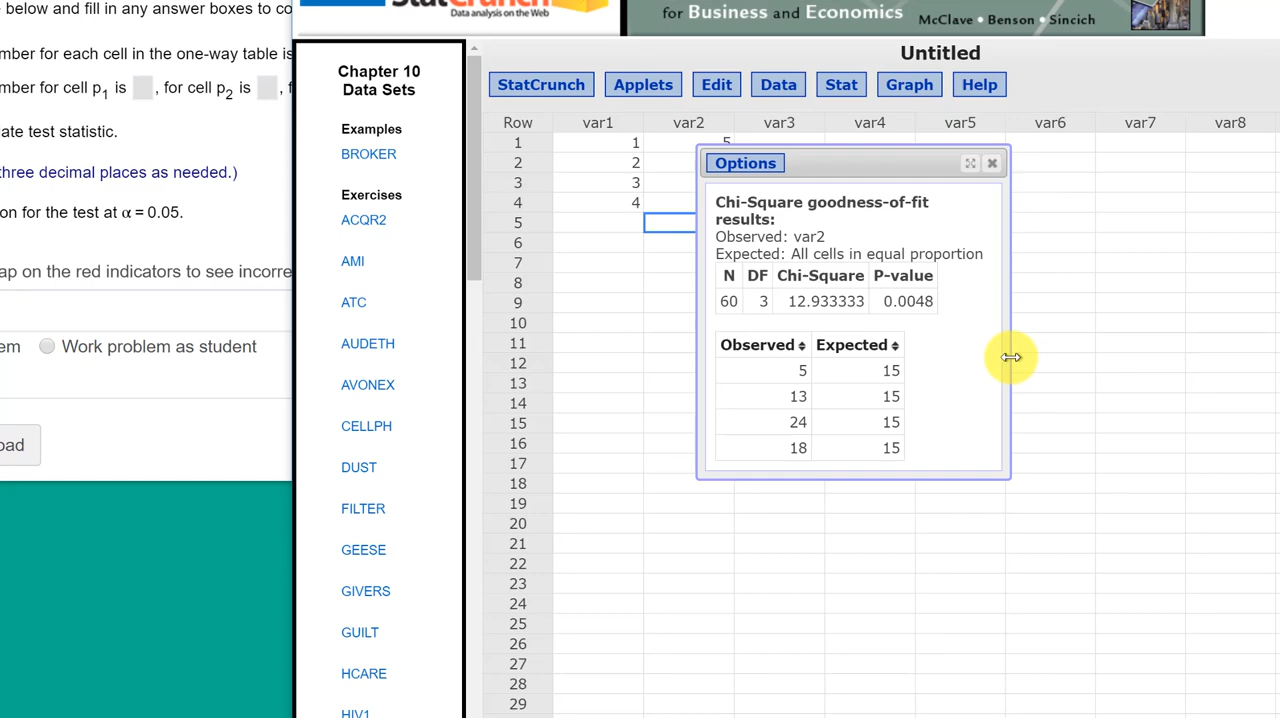 e below and fill in any answer boxes to co
mber for each cell in the one-way table is
mber for cell p1 is , for cell p2 is , f
ate test statistic.
three decimal places as needed.)
on for the test at α = 0.05.
ap on the red indicators to see incorre
em Work problem as student
oad
StatCrunch
Data analysis on the Web
for Business and Economics
McClave • Benson • Sincich
Chapter 10
Data Sets
Examples
BROKER
Exercises
ACQR2
AMI
ATC
AUDETH
AVONEX
CELLPH
DUST
FILTER
GEESE
GIVERS
GUILT
HCARE
HIV1
Untitled
StatCrunch Applets Edit Data Stat Graph Help
Row var1 var2 var3 var4 var5 var6 var7 var8
1 1 5
2 2
3 3
4 4
5
6
7
8
9
10
11
12
13
14
15
16
17
18
19
20
21
22
23
24
25
26
27
28
29
Options
Chi-Square goodness-of-fit
results:
Observed: var2
Expected: All cells in equal proportion
N DF Chi-Square P-value
60 3 12.933333 0.0048
Observed Expected
5 15
13 15
24 15
18 15